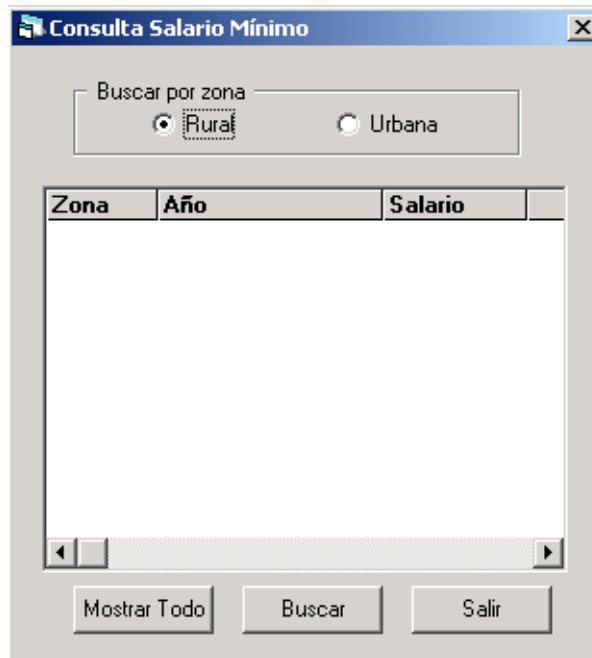 Consulta Salario Mínimo
Buscar por zona
Rural Urbana
Zona Año Salario
Mostrar Todo Buscar Salir